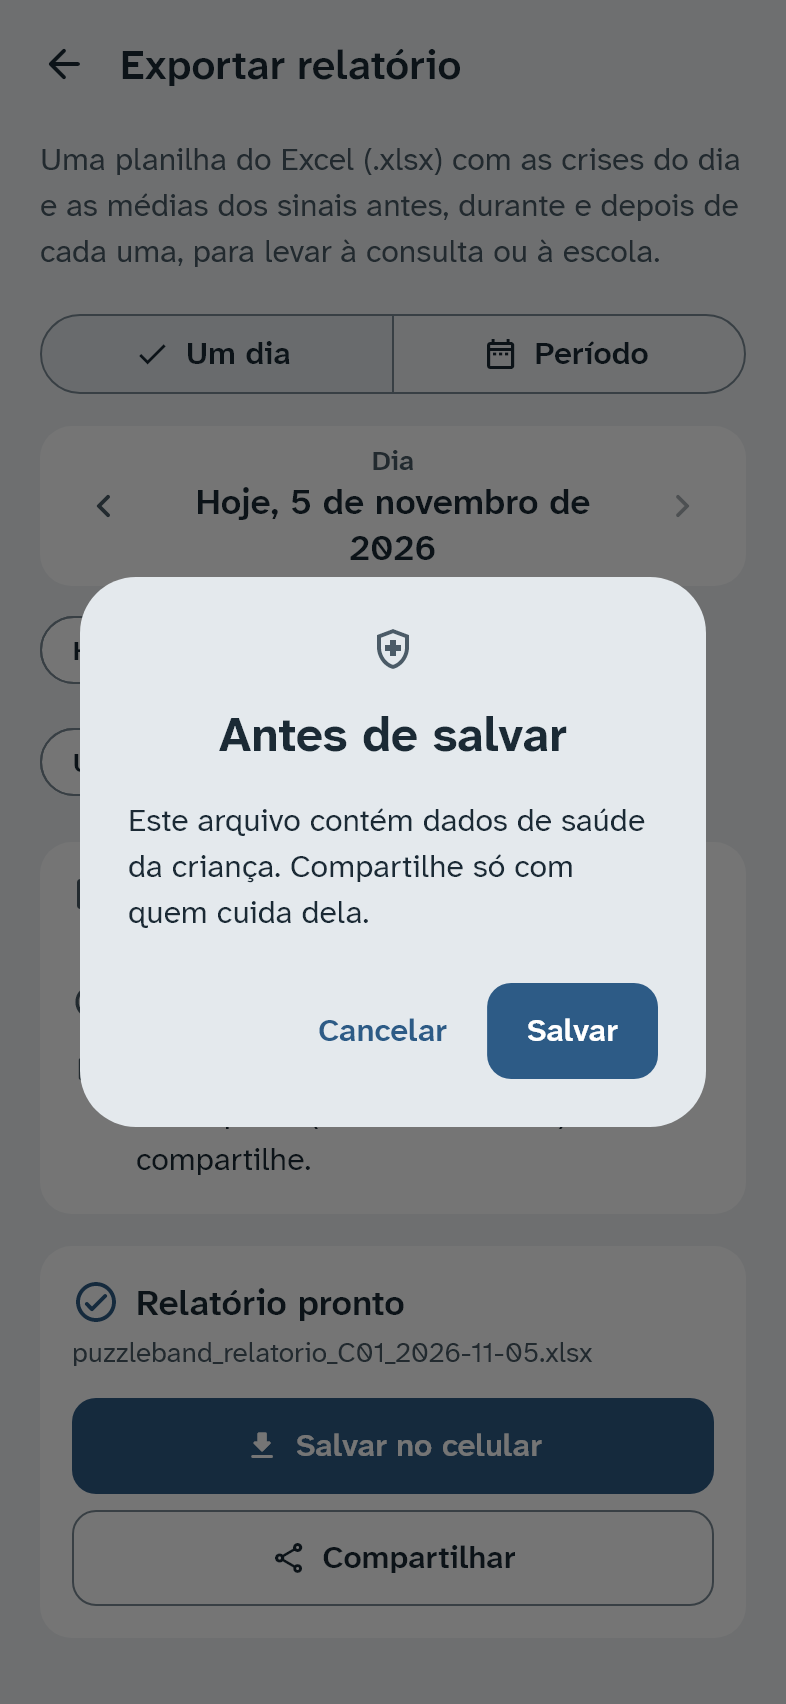 Exportar relatório
Uma planilha do Excel (.xlsx) com as crises do dia
e as médias dos sinais antes, durante e depois de
cada uma, para levar à consulta ou à escola.
Um dia
Período
Dia
Hoje, 5 de novembro de
2026
Antes de salvar
Este arquivo contém dados de saúde
da criança. Compartilhe só com
quem cuida dela.
Cancelar
Salvar
compartilhe.
Relatório pronto
puzzleband_relatorio_C01_2026-11-05.xlsx
Salvar no celular
Compartilhar